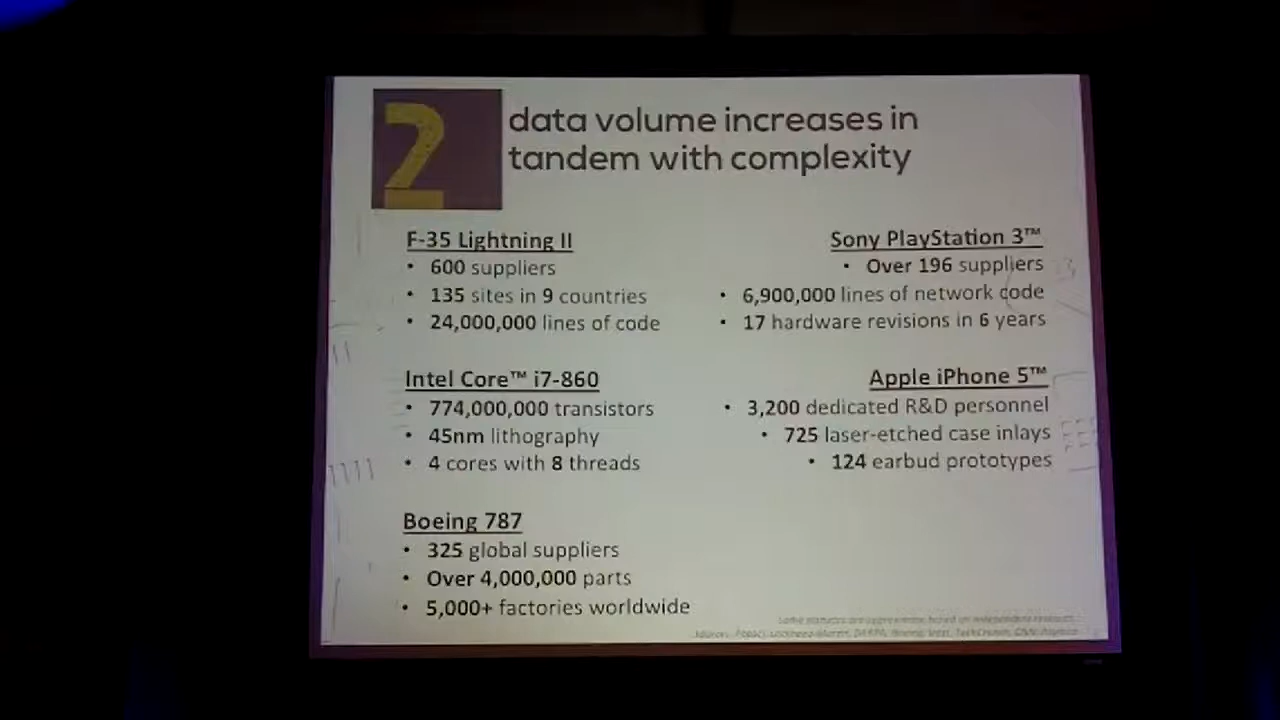 2
data volume increases in
tandem with complexity
F-35 Lightning II
• 600 suppliers
• 135 sites in 9 countries
• 24,000,000 lines of code
Intel Core™ i7-860
• 774,000,000 transistors
• 45nm lithography
• 4 cores with 8 threads
Boeing 787
• 325 global suppliers
• Over 4,000,000 parts
• 5,000+ factories worldwide
Sony PlayStation 3™
• Over 196 suppliers
• 6,900,000 lines of network code
• 17 hardware revisions in 6 years
Apple iPhone 5™
• 3,200 dedicated R&D personnel
• 725 laser-etched case inlays
• 124 earbud prototypes